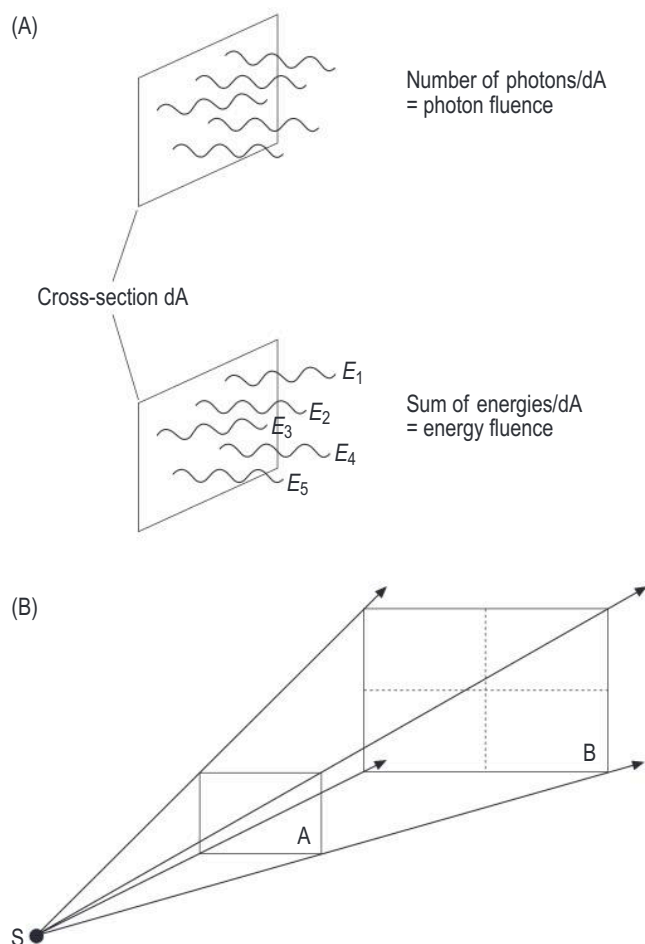 (A)
Number of photons/dA
= photon fluence
Cross-section dA
E1
E2
E3
E4
E5
Sum of energies/dA
= energy fluence
(B)
B
A
S